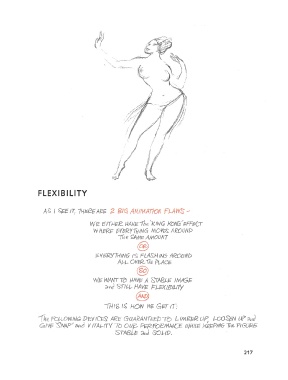 FLEXIBILITY
AS I SEE IT, THERE ARE 2 BIG ANIMATION FLAWS –
WE EITHER HAVE THE 'KING KONG' EFFECT
WHERE EVERYTHING MOVES AROUND
THE SAME AMOUNT
OR
EVERYTHING IS FLASHING AROUND
ALL OVER THE PLACE
SO
WE WANT TO HAVE A STABLE IMAGE
and STILL HAVE FLEXIBILITY
AND
THIS IS HOW WE GET IT.
THE FOLLOWING DEVICES ARE GUARANTEED TO LIMBER UP, LOOSEN UP and
GIVE 'SNAP' and VITALITY TO OUR PERFORMANCE WHILE KEEPING THE FIGURE
STABLE and SOLID.
217